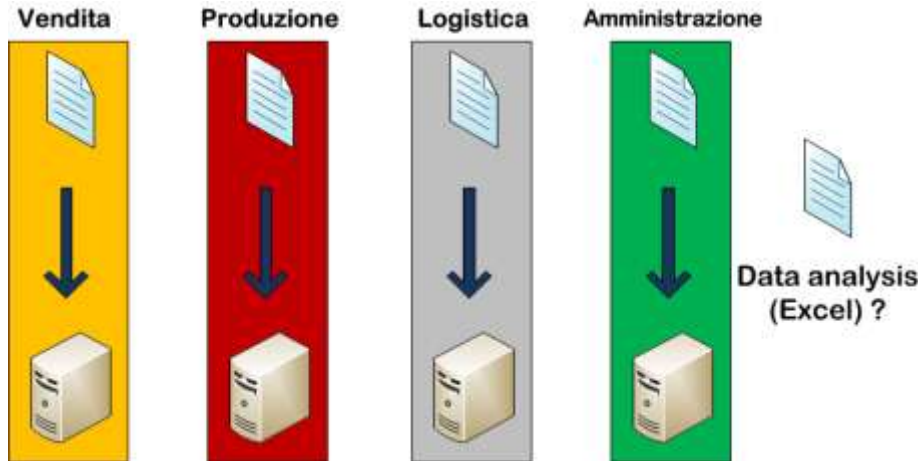 Vendita
Produzione
Logistica
Amministrazione
Data analysis
(Excel) ?